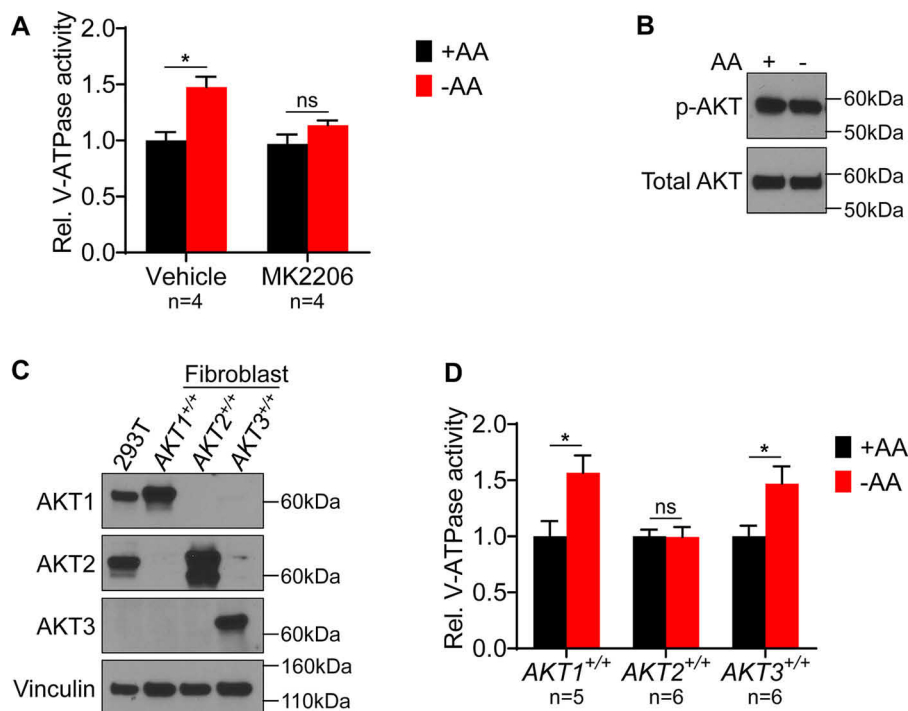 A
Rel. V-ATPase activity
2.0
1.5
1.0
0.5
0.0
*
ns
Vehicle
n=4
MK2206
n=4
+AA
-AA
B
AA + -
p-AKT
60kDa
50kDa
Total AKT
60kDa
50kDa
C
Fibroblast
293T
AKT1+/+
AKT2+/+
AKT3+/+
AKT1
60kDa
AKT2
60kDa
AKT3
60kDa
Vinculin
160kDa
110kDa
D
Rel. V-ATPase activity
2.0
1.5
1.0
0.5
0.0
*
ns
*
AKT1+/+
n=5
AKT2+/+
n=6
AKT3+/+
n=6
+AA
-AA